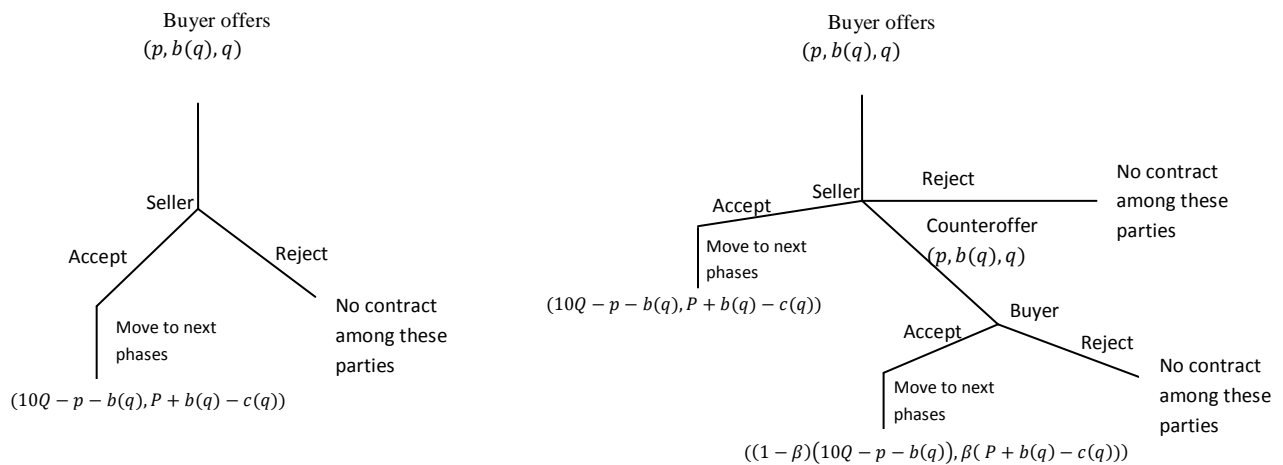 Buyer offers
(p, b(q), q)
Seller
Accept
Reject
Move to next
phases
No contract
among these
parties
(10Q − p − b(q), P + b(q) − c(q))
Buyer offers
(p, b(q), q)
Seller
Reject
No contract
among these
parties
Accept
Counteroffer
(p, b(q), q)
Move to next
phases
(10Q − p − b(q), P + b(q) − c(q))
Buyer
Accept
Reject
Move to next
phases
No contract
among these
parties
((1 − β)(10Q − p − b(q)), β( P + b(q) − c(q)))